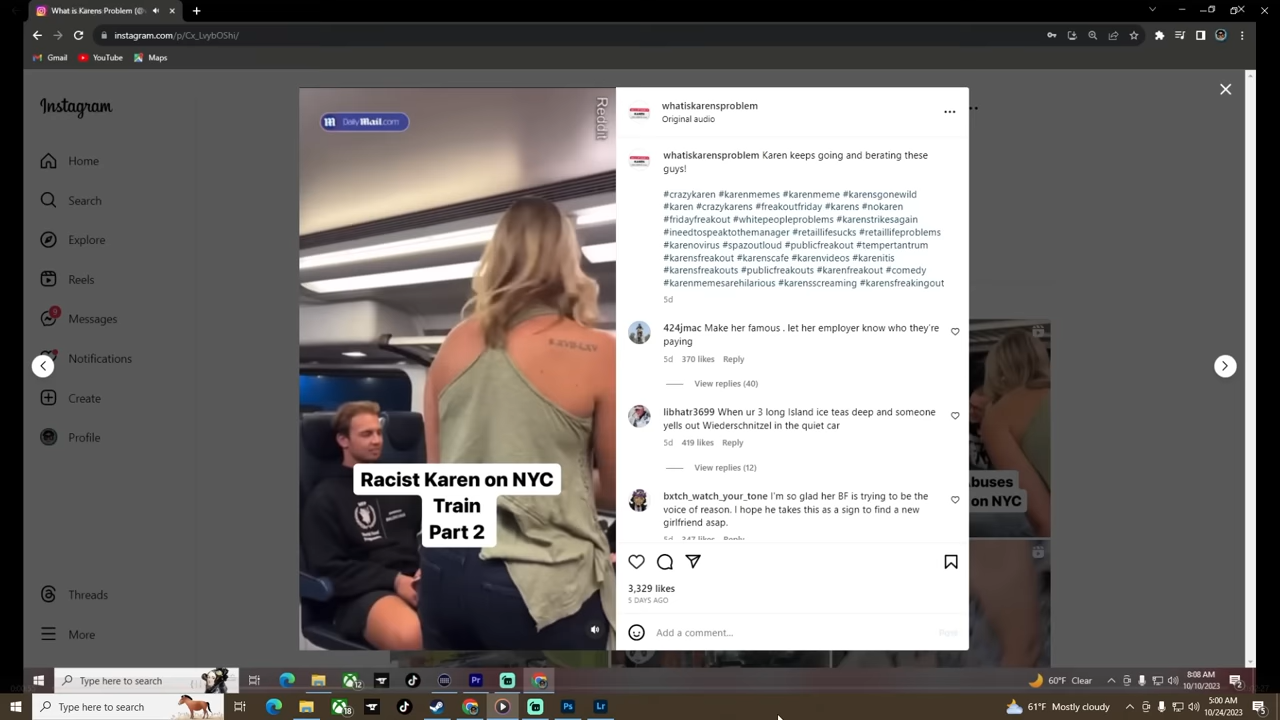 Instagram
What Is Karens Problem (@w
instagram.com/p/Cx_LvybOShi/
Gmail
YouTube
Maps
Instagram
Home
Search
Explore
Reels
Messages
Notifications
Create
Profile
Threads
More
m DailyMail.com
Reddit
Racist Karen on NYC
Train
Part 2
whatiskarensproblem
Original audio
whatiskarensproblem Karen keeps going and berating these
guys!
#crazykaren #karenmemes #karenmeme #karensgonewild
#karen #crazykarens #freakoutfriday #karens #nokaren
#fridayfreakout #whitepeopleproblems #karenstrikesagain
#ineedtospeaktothemanager #retaillifesucks #retaillifeproblems
#karenovirus #spazoutloud #publicfreakout #tempertantrum
#karensfreakout #karenscafe #karenvideos #karenitis
#karensfreakouts #publicfreakouts #karenfreakout #comedy
#karenmemesarehilarious #karensscreaming #karensfreakingout
5d
424jmac Make her famous . let her employer know who they're
paying
5d 370 likes Reply
View replies (40)
libhatr3699 When ur 3 long Island ice teas deep and someone
yells out Wiederschnitzel in the quiet car
5d 419 likes Reply
View replies (12)
bxtch_watch_your_tone I'm so glad her BF is trying to be the
voice of reason. I hope he takes this as a sign to find a new
girlfriend asap.
5d 347 likes Reply
3,329 likes
5 DAYS AGO
Add a comment...
Post
buses
on NYC
Type here to search
60°F Clear
8:08 AM
10/10/2023
Type here to search
61°F Mostly cloudy
5:00 AM
10/10/2023